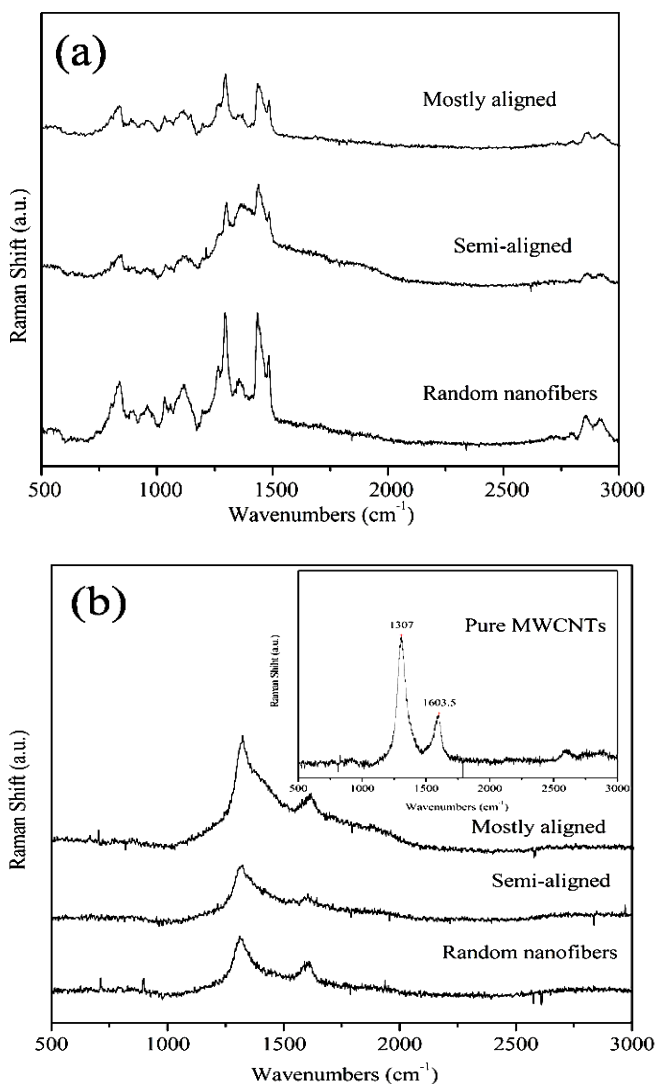 (a)
Mostly aligned
Semi-aligned
Random nanofibers
Raman Shift (a.u.)
500 1000 1500 2000 2500 3000
Wavenumbers (cm⁻¹)
(b)
Pure MWCNTs
1307
1603.5
Raman Shiht (a.u.)
500 1000 1500 2000 2500 3000
Wavenumbers (cm⁻¹)
Mostly aligned
Semi-aligned
Random nanofibers
Raman Shift (a.u.)
500 1000 1500 2000 2500 3000
Wavenumbers (cm⁻¹)